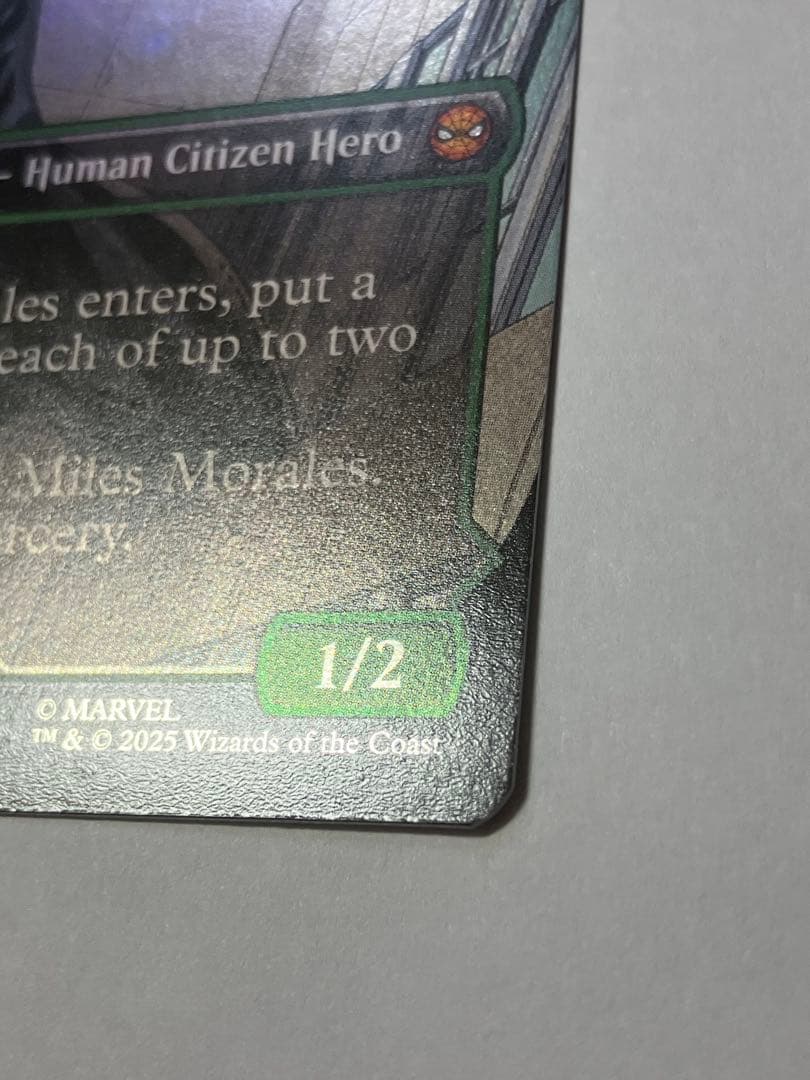 – Human Citizen Hero
les enters, put a
each of up to two
Miles Morales.
rcery.
1/2
© MARVEL
™ & © 2025 Wizards of the Coast